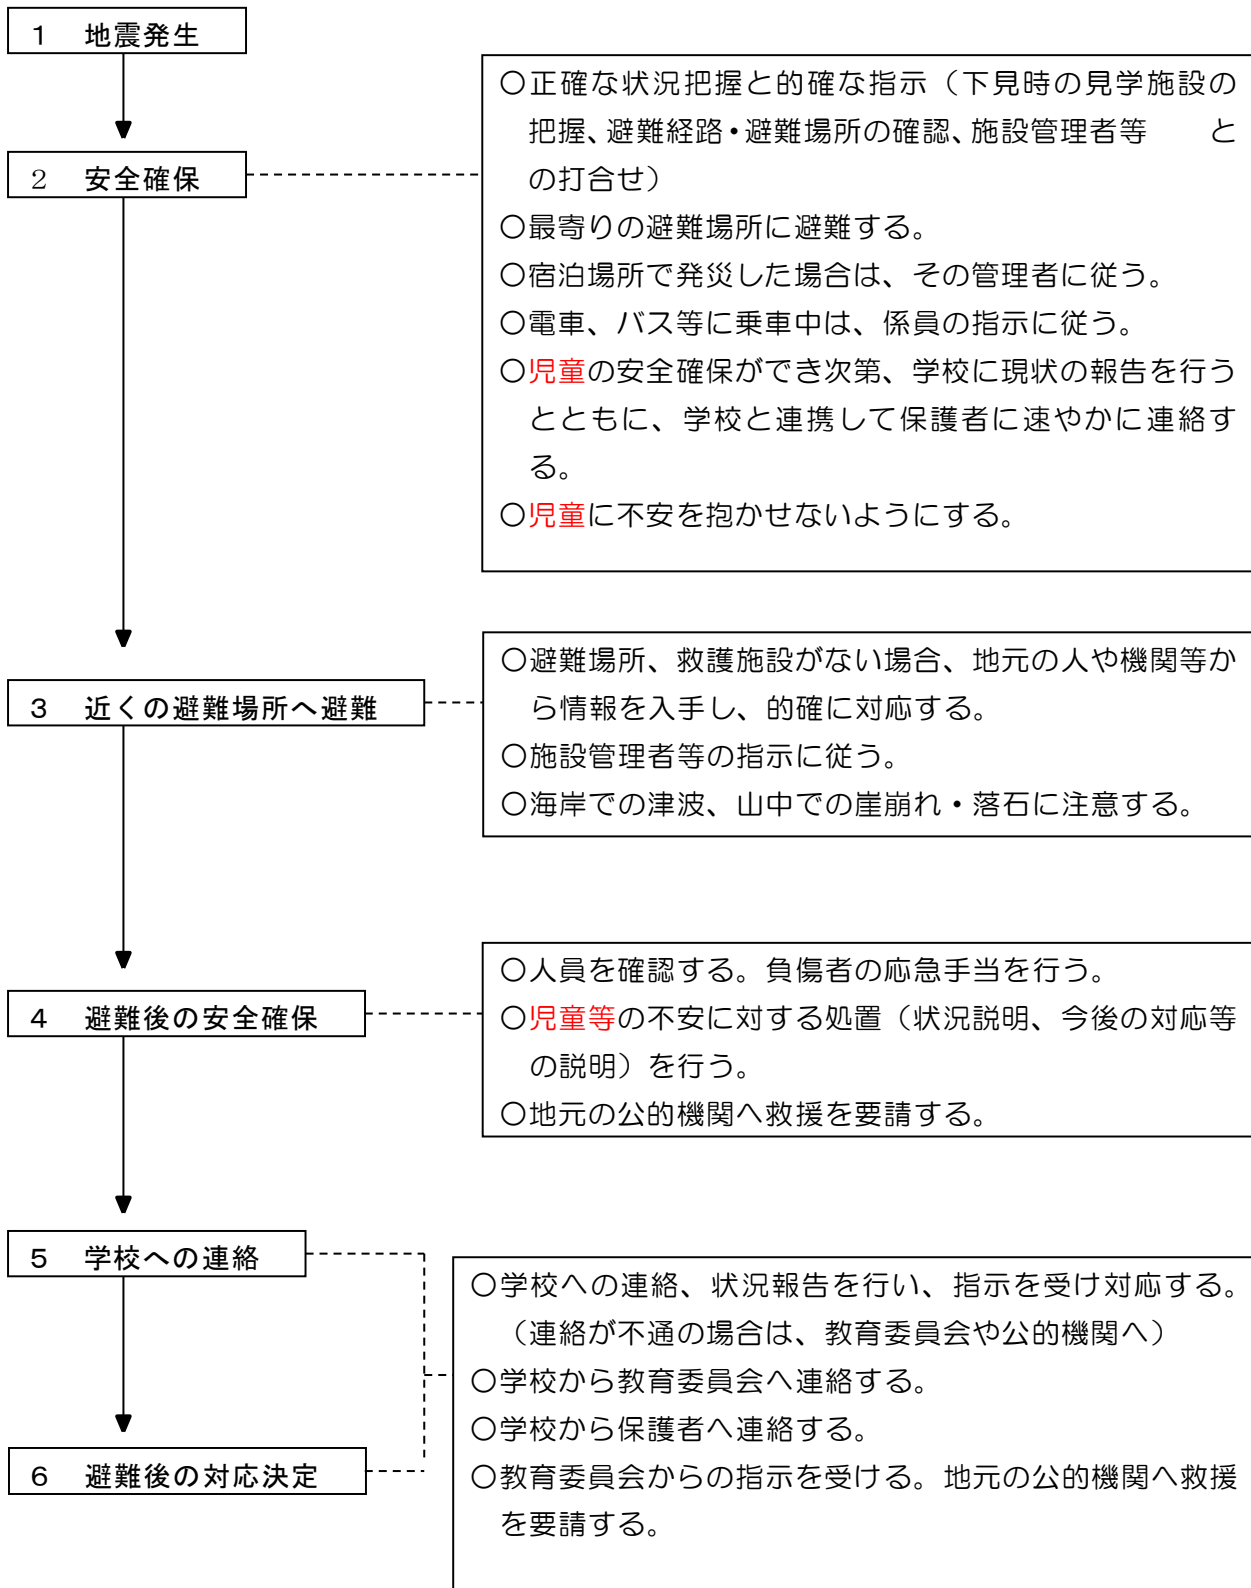 １　地震発生
２　安全確保
〇正確な状況把握と的確な指示（下見時の見学施設の
把握、避難経路・避難場所の確認、施設管理者等　　と
の打合せ）
〇最寄りの避難場所に避難する。
〇宿泊場所で発災した場合は、その管理者に従う。
〇電車、バス等に乗車中は、係員の指示に従う。
〇児童の安全確保ができ次第、学校に現状の報告を行う
とともに、学校と連携して保護者に速やかに連絡す
る。
〇児童に不安を抱かせないようにする。
３　近くの避難場所へ避難
〇避難場所、救護施設がない場合、地元の人や機関等か
ら情報を入手し、的確に対応する。
〇施設管理者等の指示に従う。
〇海岸での津波、山中での崖崩れ・落石に注意する。
４　避難後の安全確保
〇人員を確認する。負傷者の応急手当を行う。
〇児童等の不安に対する処置（状況説明、今後の対応等
の説明）を行う。
〇地元の公的機関へ救援を要請する。
５　学校への連絡
６　避難後の対応決定
〇学校への連絡、状況報告を行い、指示を受け対応する。
（連絡が不通の場合は、教育委員会や公的機関へ）
〇学校から教育委員会へ連絡する。
〇学校から保護者へ連絡する。
〇教育委員会からの指示を受ける。地元の公的機関へ救援
を要請する。